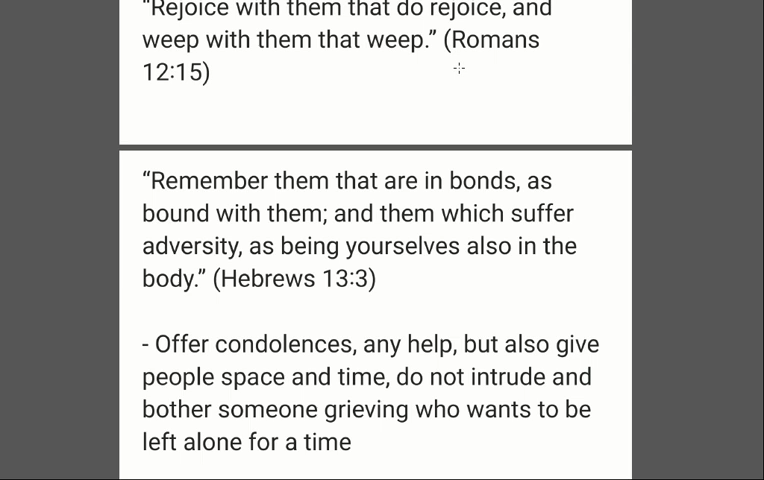 “Rejoice with them that do rejoice, and
weep with them that weep.” (Romans
12:15)
“Remember them that are in bonds, as
bound with them; and them which suffer
adversity, as being yourselves also in the
body.” (Hebrews 13:3)
- Offer condolences, any help, but also give
people space and time, do not intrude and
bother someone grieving who wants to be
left alone for a time